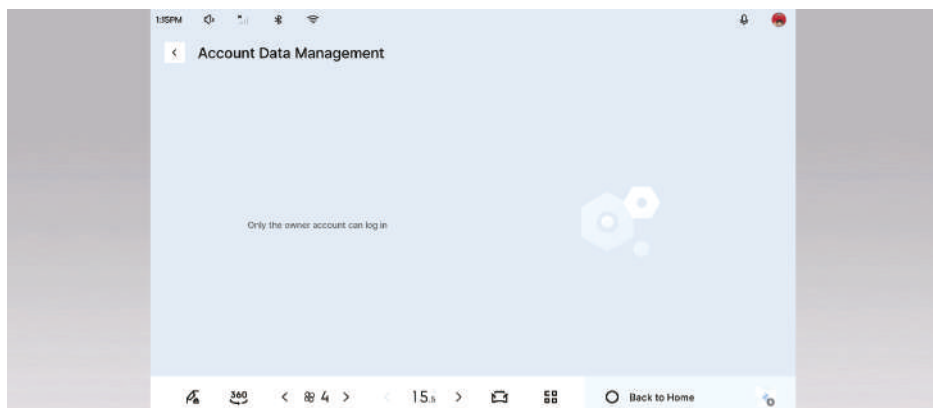 1:15PM
Account Data Management
Only the owner account can log in
360
4
15.5
Back to Home